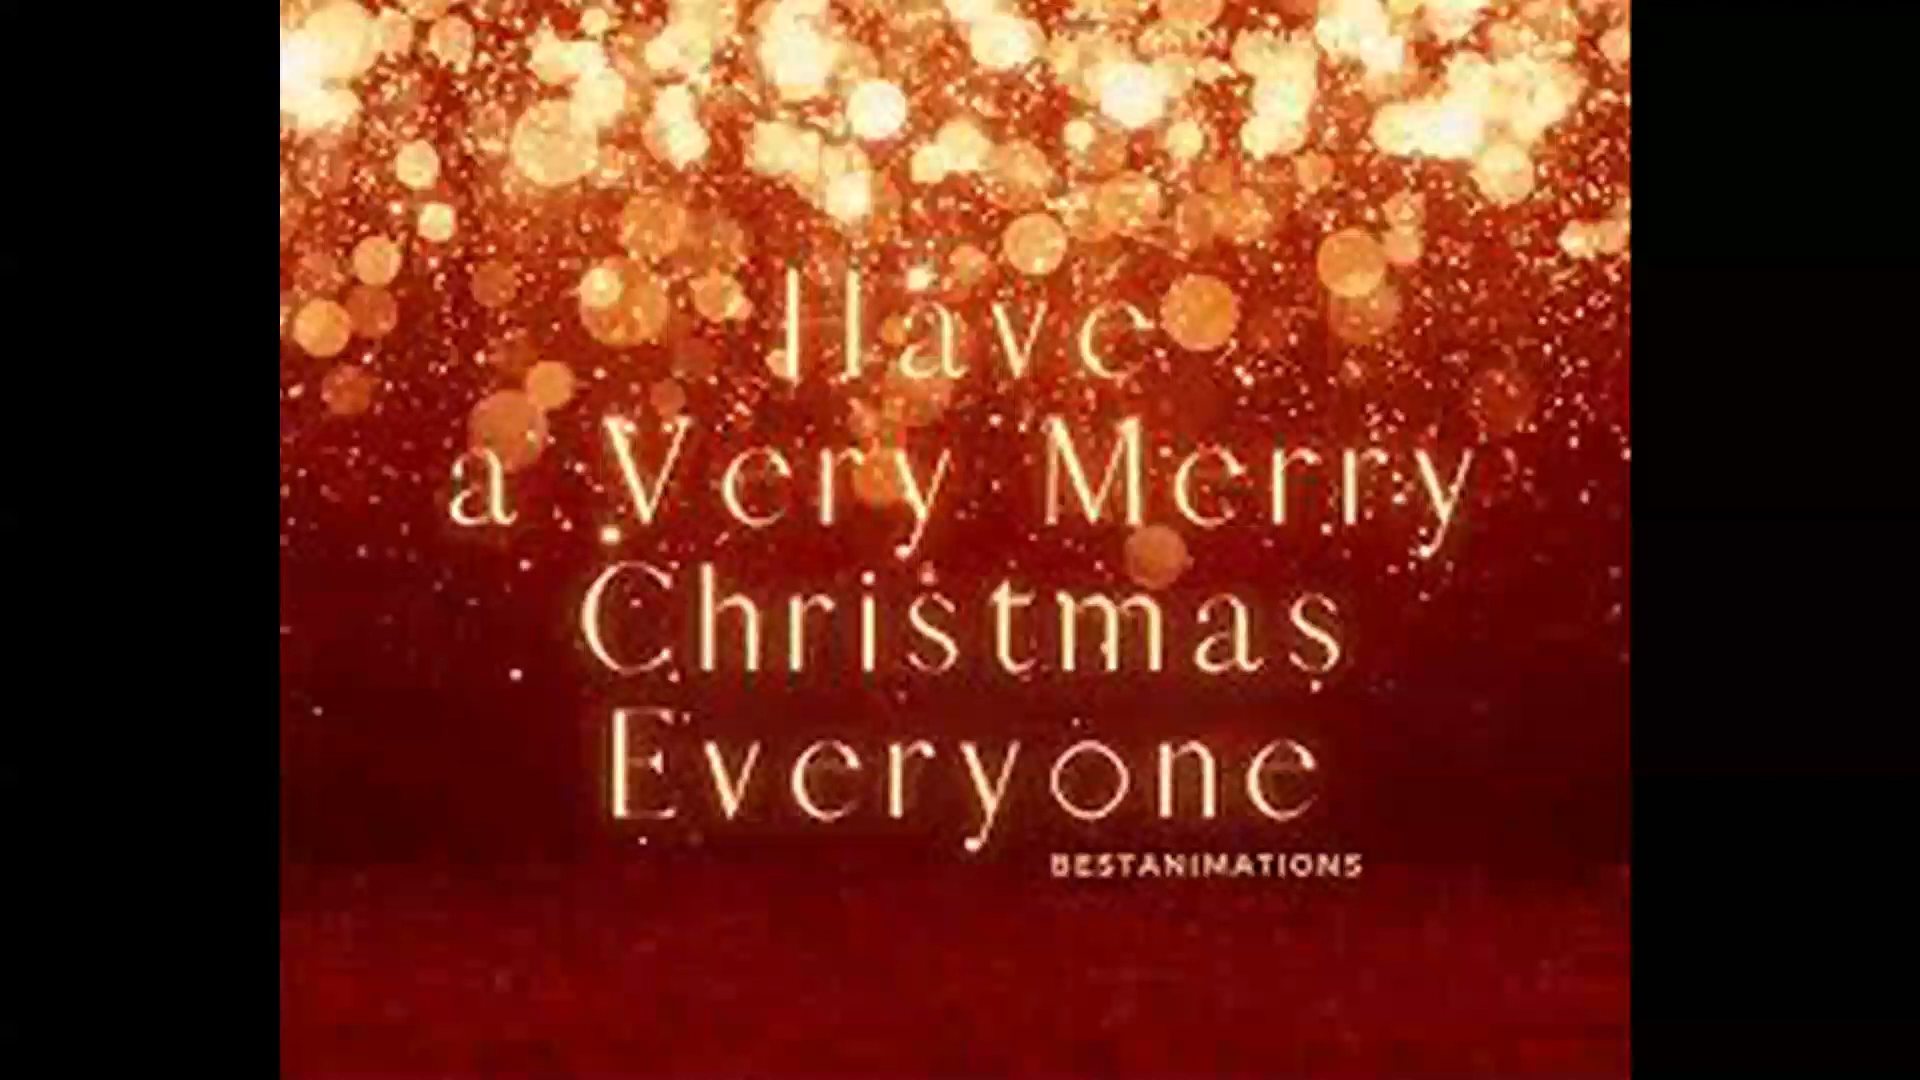 Have
a Very Merry
Christmas
Everyone
BESTANIMATIONS